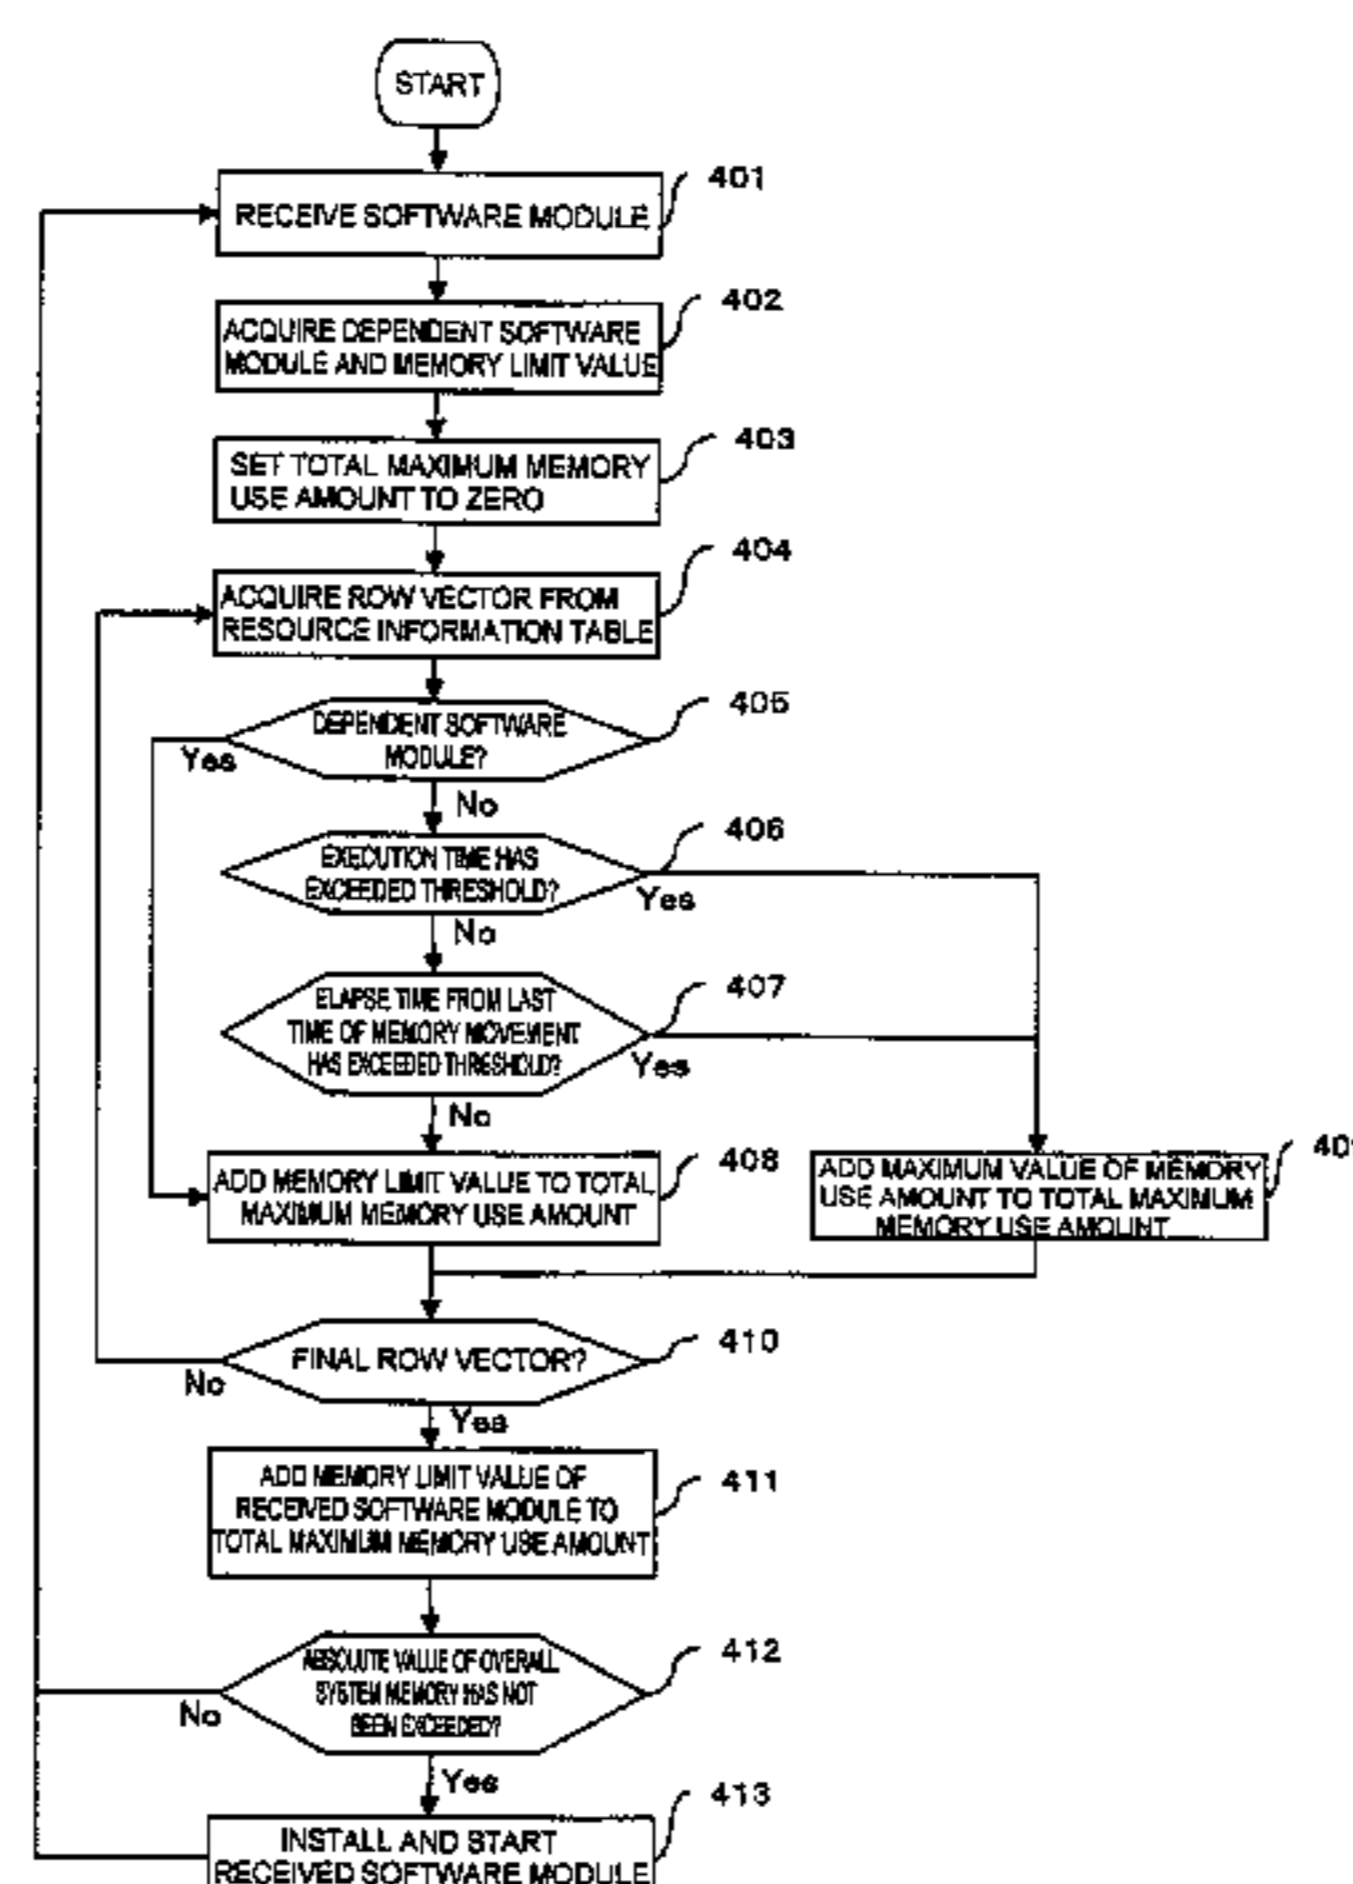 START
401
RECEIVE SOFTWARE MODULE
402
ACQUIRE DEPENDENT SOFTWARE
MODULE AND MEMORY LIMIT VALUE
403
SET TOTAL MAXIMUM MEMORY
USE AMOUNT TO ZERO
404
ACQUIRE ROW VECTOR FROM
RESOURCE INFORMATION TABLE
405
DEPENDENT SOFTWARE
MODULE?
Yes
No
406
EXECUTION TIME HAS
EXCEEDED THRESHOLD?
Yes
No
407
ELAPSE TIME FROM LAST
TIME OF MEMORY MOVEMENT
HAS EXCEEDED THRESHOLD?
Yes
No
408
ADD MEMORY LIMIT VALUE TO TOTAL
MAXIMUM MEMORY USE AMOUNT
ADD MAXIMUM VALUE OF MEMORY
USE AMOUNT TO TOTAL MAXIMUM
MEMORY USE AMOUNT
410
FINAL ROW VECTOR?
No
Yes
411
ADD MEMORY LIMIT VALUE OF
RECEIVED SOFTWARE MODULE TO
TOTAL MAXIMUM MEMORY USE AMOUNT
412
ABSOLUTE VALUE OF OVERALL
SYSTEM MEMORY HAS NOT
BEEN EXCEEDED?
No
Yes
413
INSTALL AND START
RECEIVED SOFTWARE MODULE